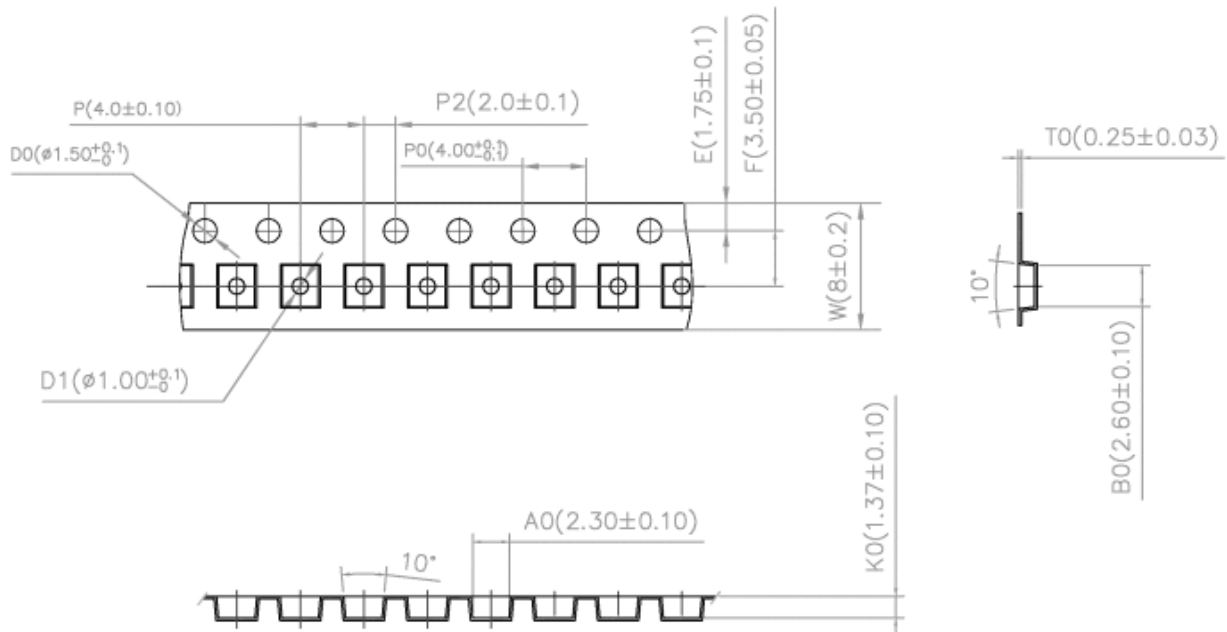 P(4.0±0.10)
P2(2.0±0.1)
E(1.75±0.1)
F(3.50±0.05)
D0(ø1.50+0.1-0)
P0(4.00+0.1-0.1)
T0(0.25±0.03)
W(8±0.2)
10°
D1(ø1.00+0.1-0)
B0(2.60±0.10)
K0(1.37±0.10)
A0(2.30±0.10)
10°